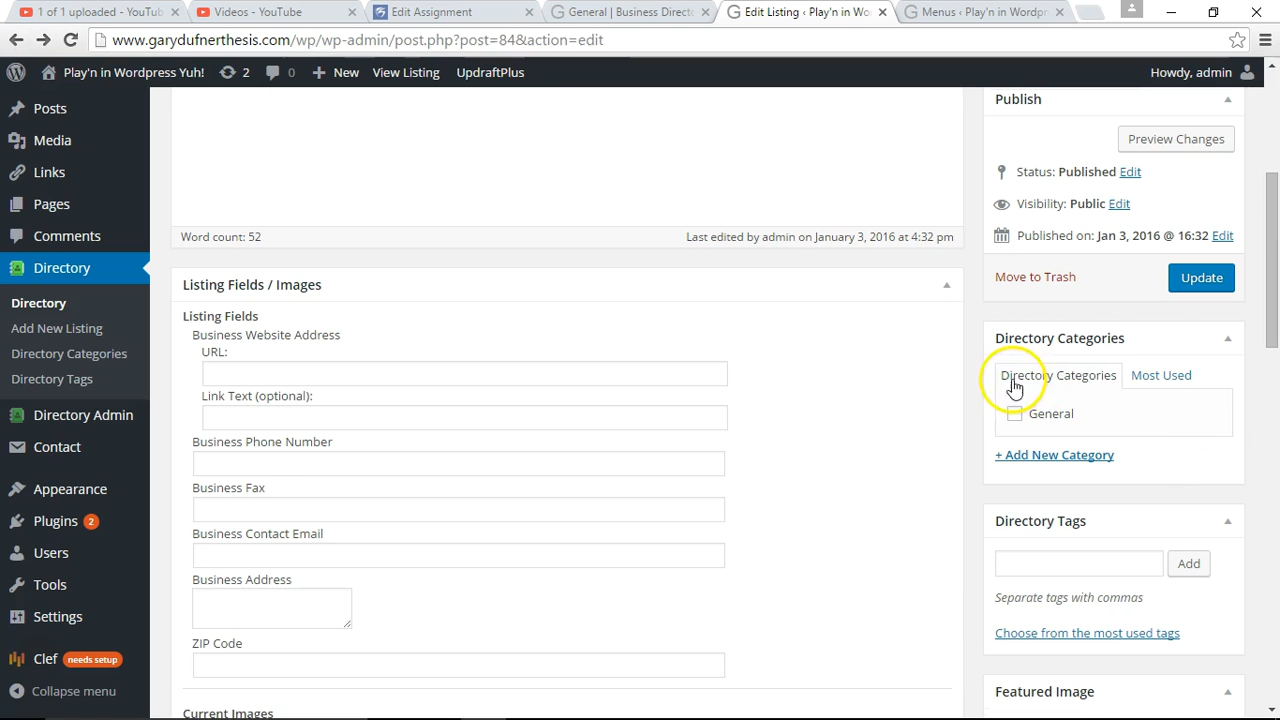 1 of 1 uploaded - YouTub
Videos - YouTube
Edit Assignment
General | Business Direct
Edit Listing ‹ Play'n in Wo
Menus ‹ Play'n in Wordpr
www.garydufnerthesis.com/wp/wp-admin/post.php?post=84&action=edit
Play'n in Wordpress Yuh!
2
0
New
View Listing
UpdraftPlus
Howdy, admin
Posts
Media
Links
Pages
Comments
Directory
Directory
Add New Listing
Directory Categories
Directory Tags
Directory Admin
Contact
Appearance
Plugins 2
Users
Tools
Settings
Clef needs setup
Collapse menu
Word count: 52
Last edited by admin on January 3, 2016 at 4:32 pm
Listing Fields / Images
Listing Fields
Business Website Address
URL:
Link Text (optional):
Business Phone Number
Business Fax
Business Contact Email
Business Address
ZIP Code
Current Images
Publish
Preview Changes
Status: Published Edit
Visibility: Public Edit
Published on: Jan 3, 2016 @ 16:32 Edit
Move to Trash
Update
Directory Categories
Directory Categories
Most Used
General
+ Add New Category
Directory Tags
Add
Separate tags with commas
Choose from the most used tags
Featured Image